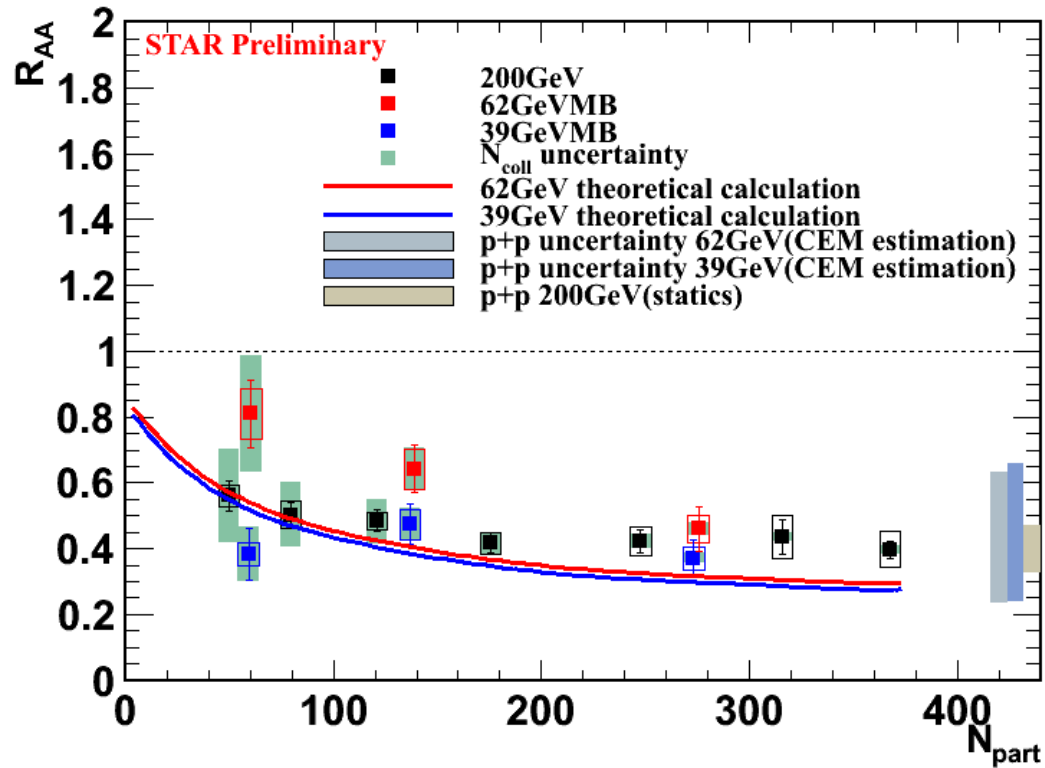 R_AA
2
1.8
1.6
1.4
1.2
1
0.8
0.6
0.4
0.2
0
STAR Preliminary
200GeV
62GeVMB
39GeVMB
N_coll uncertainty
62GeV theoretical calculation
39GeV theoretical calculation
p+p uncertainty 62GeV(CEM estimation)
p+p uncertainty 39GeV(CEM estimation)
p+p 200GeV(statics)
0 100 200 300 400
N_part